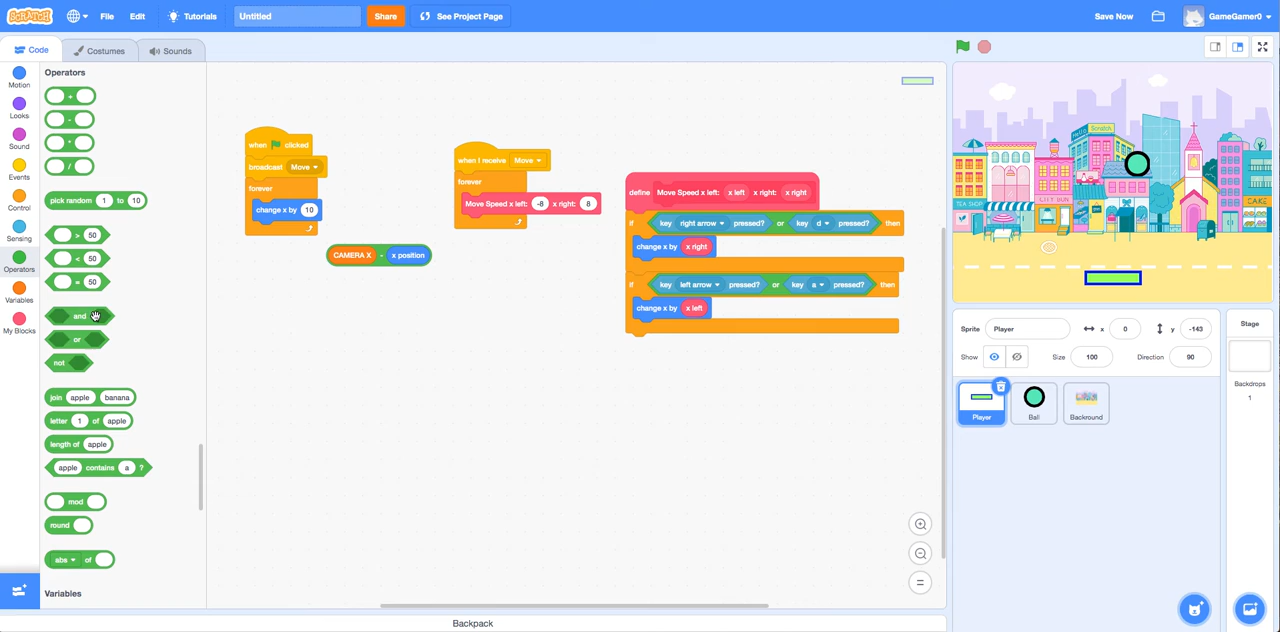 SCRATCH File Edit Tutorials Untitled Share See Project Page Save Now GameGamer0
Code Costumes Sounds
Motion
Looks
Sound
Events
Control
Sensing
Operators
Variables
My Blocks
Operators
+
-
*
/
pick random 1 to 10
> 50
< 50
= 50
and
or
not
join apple banana
letter 1 of apple
length of apple
apple contains a ?
mod
round
abs of
Variables
when clicked
broadcast Move
forever
change x by 10
CAMERA X - x position
when I receive Move
forever
Move Speed x left: -8 x right: 8
define Move Speed x left: x left x right: x right
if key right arrow pressed? or key d pressed? then
change x by x right
if key left arrow pressed? or key a pressed? then
change x by x left
=
Backpack
Hello Scratch
TEA SHOP
CAKE
Sprite Player x 0 y -143
Show Size 100 Direction 90
Player
Ball
Backround
Stage
Backdrops
1